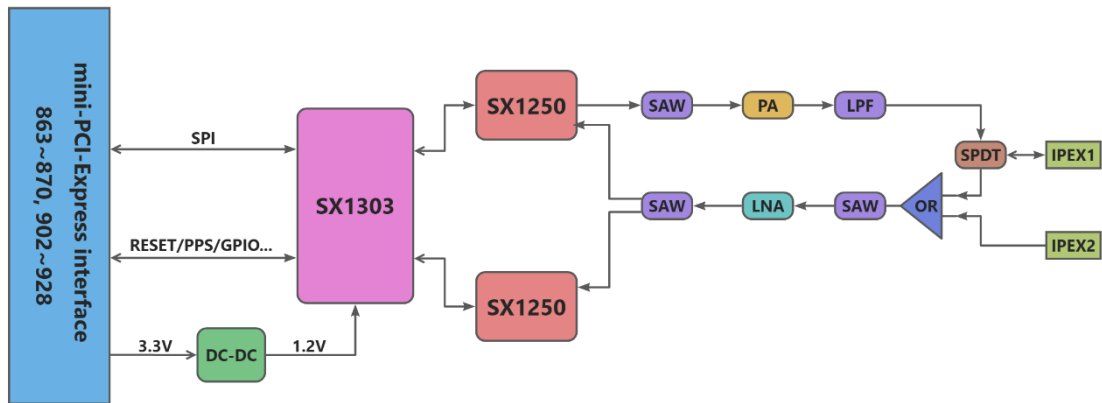 mini-PCI-Express interface
863~870, 902~928
SPI
RESET/PPS/GPIO...
3.3V
DC-DC
1.2V
SX1303
SX1250
SAW
PA
LPF
SPDT
IPEX1
SAW
LNA
SAW
OR
IPEX2
SX1250